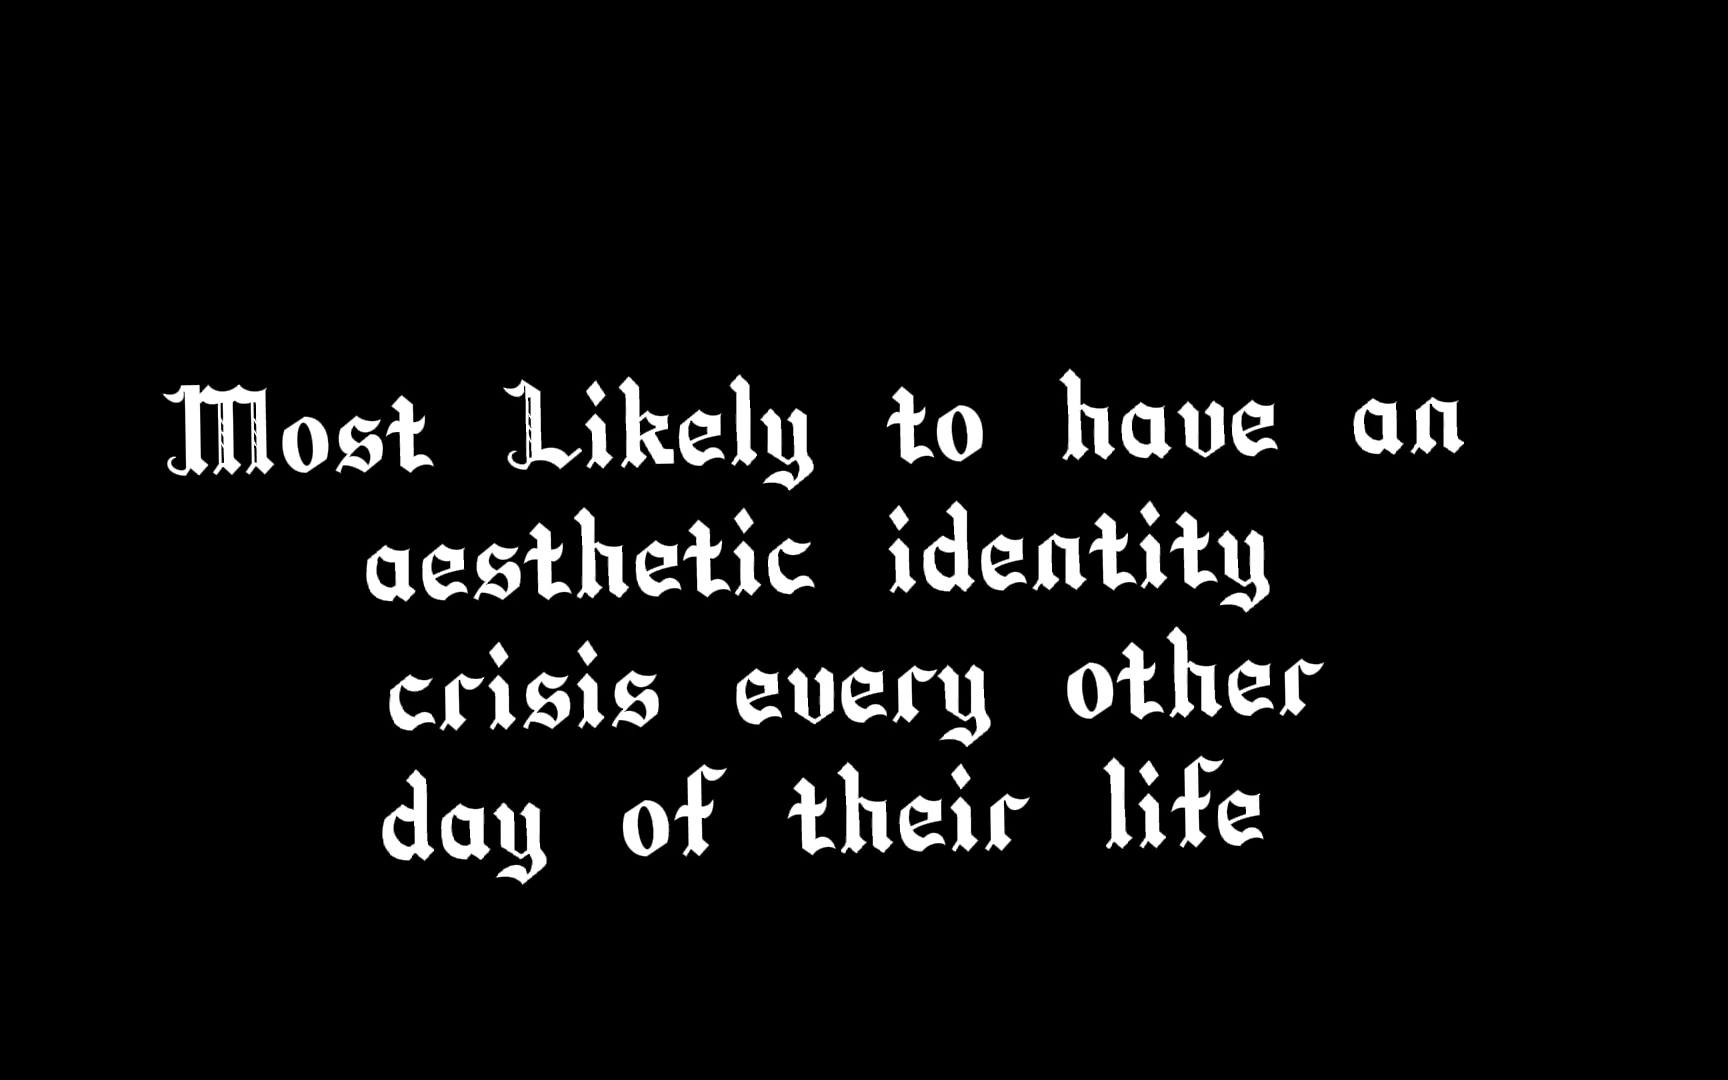 Most Likely to have an
aesthetic identity
crisis every other
day of their life